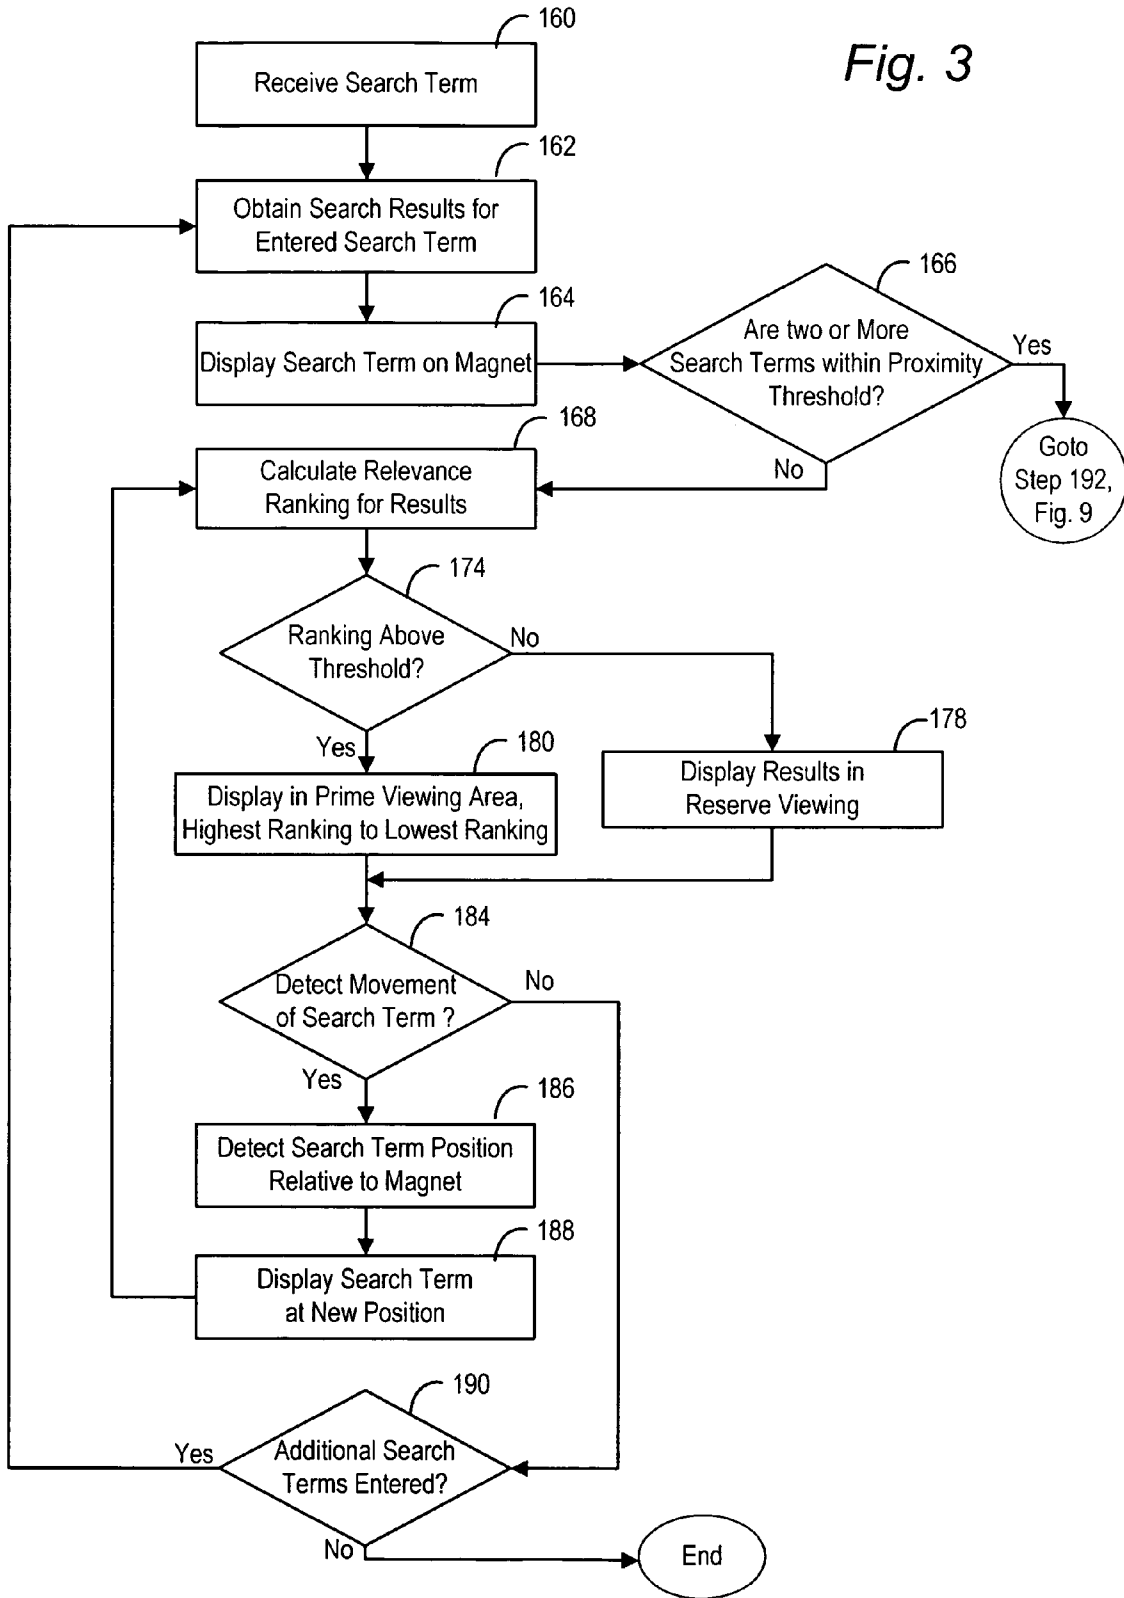 160
Fig. 3
Receive Search Term
162
Obtain Search Results for
Entered Search Term
164
166
Display Search Term on Magnet
Are two or More
Search Terms within Proximity
Threshold?
Yes
No
Goto
Step 192,
Fig. 9
168
Calculate Relevance
Ranking for Results
174
Ranking Above
Threshold?
No
Yes
180
178
Display in Prime Viewing Area,
Highest Ranking to Lowest Ranking
Display Results in
Reserve Viewing
184
Detect Movement
of Search Term ?
No
Yes
186
Detect Search Term Position
Relative to Magnet
188
Display Search Term
at New Position
190
Additional Search
Terms Entered?
Yes
No
End